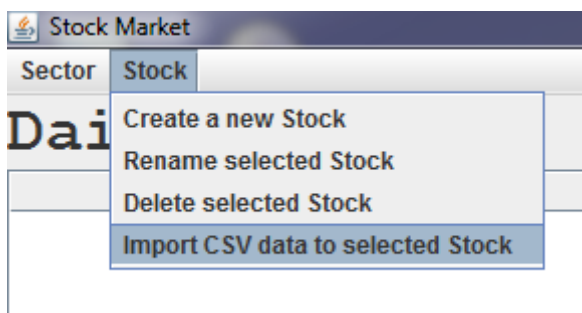 Stock Market
Sector Stock
Dai
Create a new Stock
Rename selected Stock
Delete selected Stock
Import CSV data to selected Stock